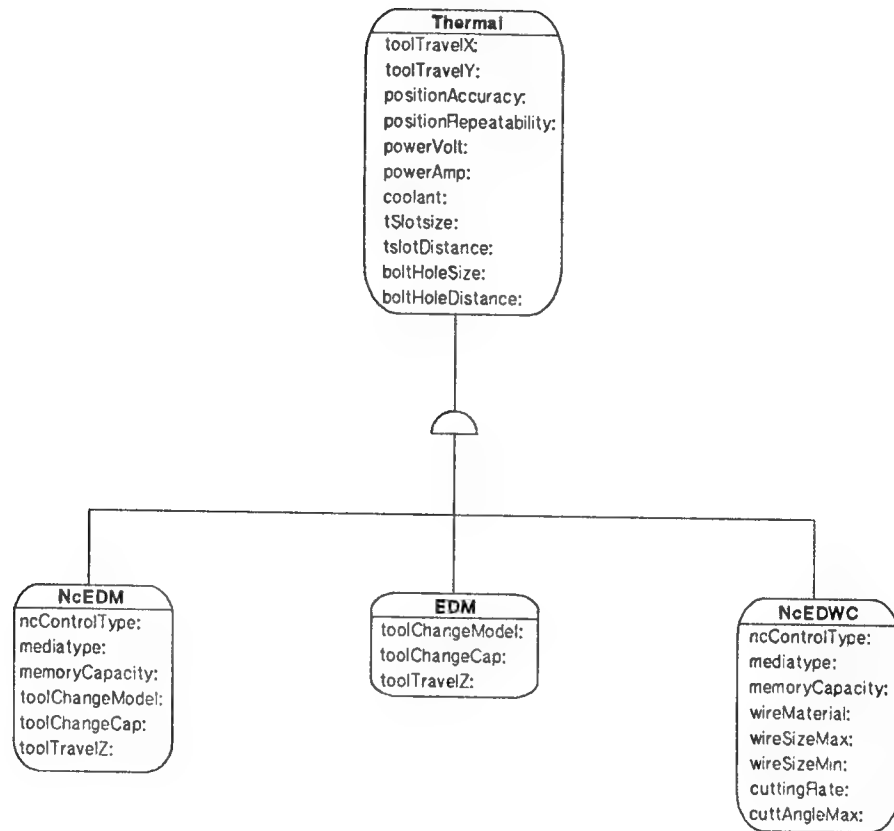 Thermal
toolTravelX:
toolTravelY:
positionAccuracy:
positionRepeatability:
powerVolt:
powerAmp:
coolant:
tSlotsize:
tslotDistance:
boltHoleSize:
boltHoleDistance:
NcEDM
ncControlType:
mediatype:
memoryCapacity:
toolChangeModel:
toolChangeCap:
toolTravelZ:
EDM
toolChangeModel:
toolChangeCap:
toolTravelZ:
NcEDWC
ncControlType:
mediatype:
memoryCapacity:
wireMaterial:
wireSizeMax:
wireSizeMin:
cuttingRate:
cuttAngleMax: